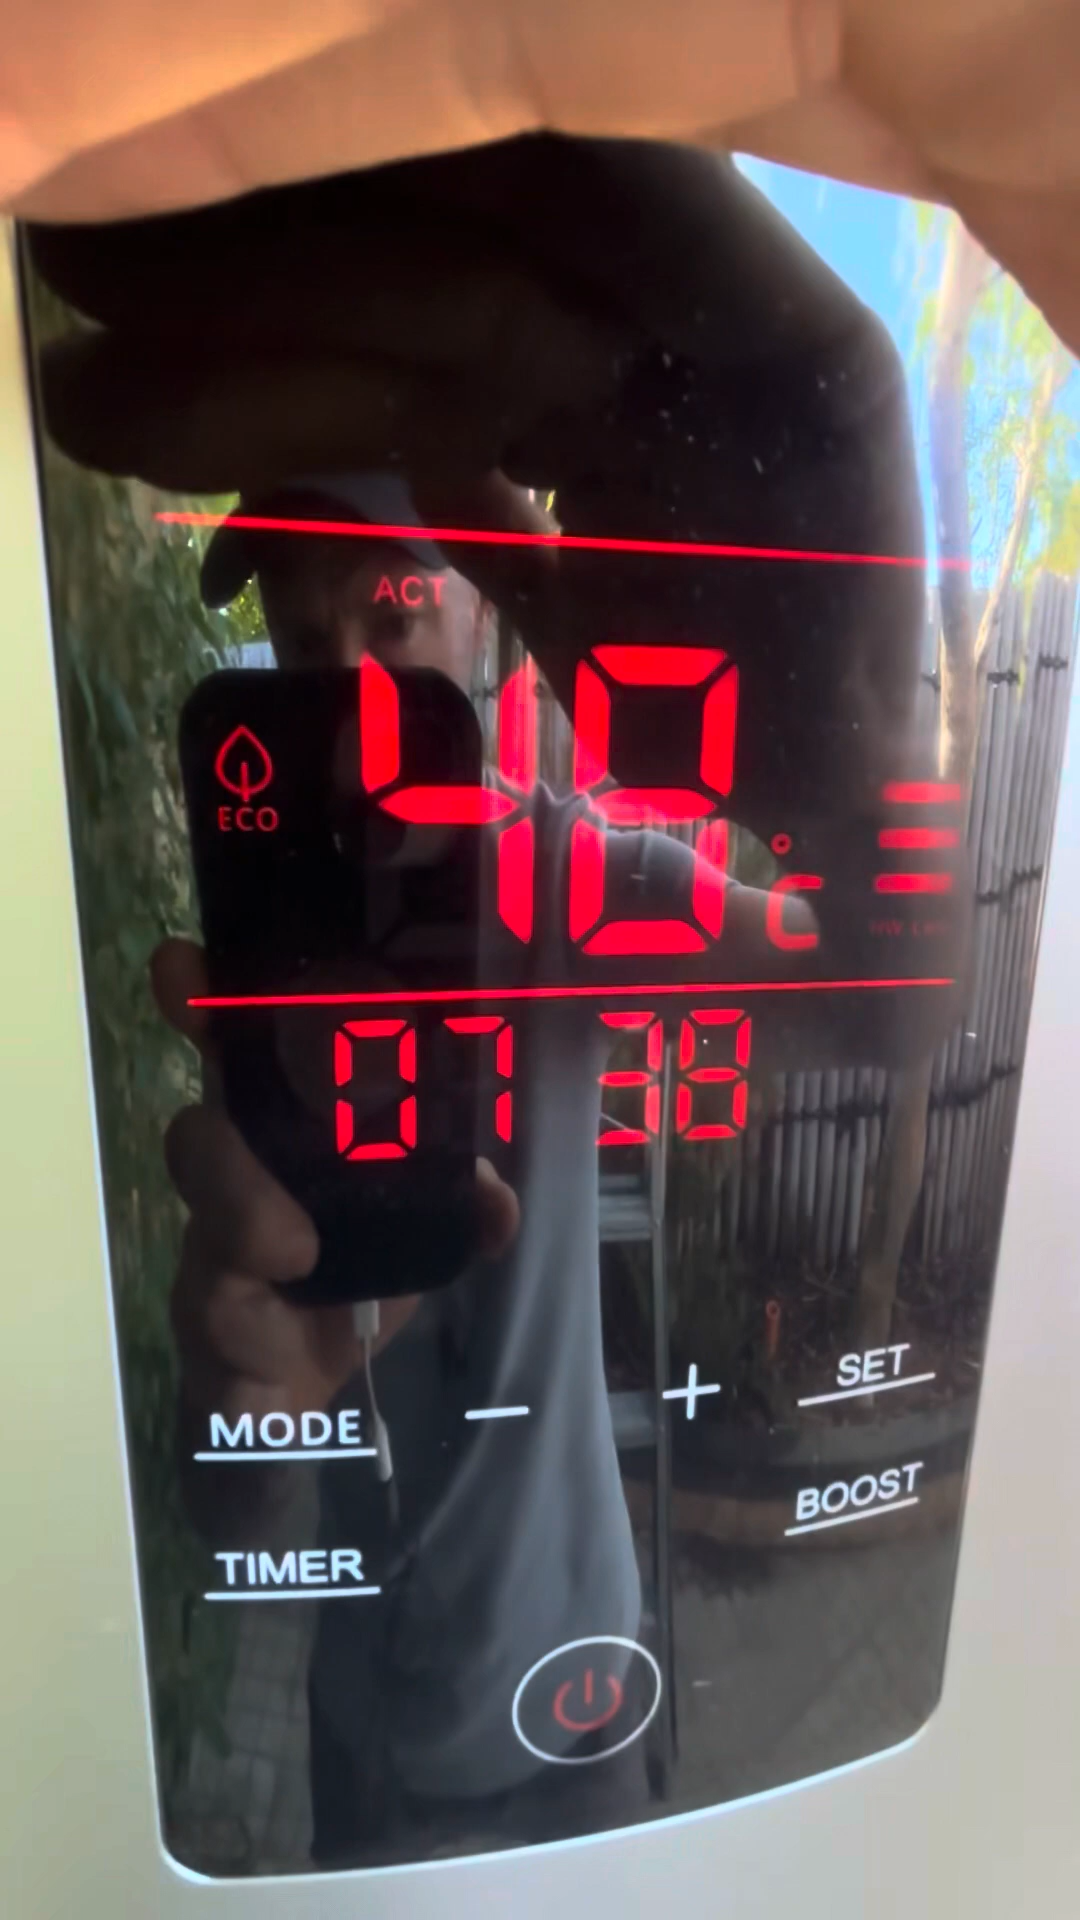 ACT
ECO
48
°C
07 38
SET
MODE
− +
BOOST
TIMER